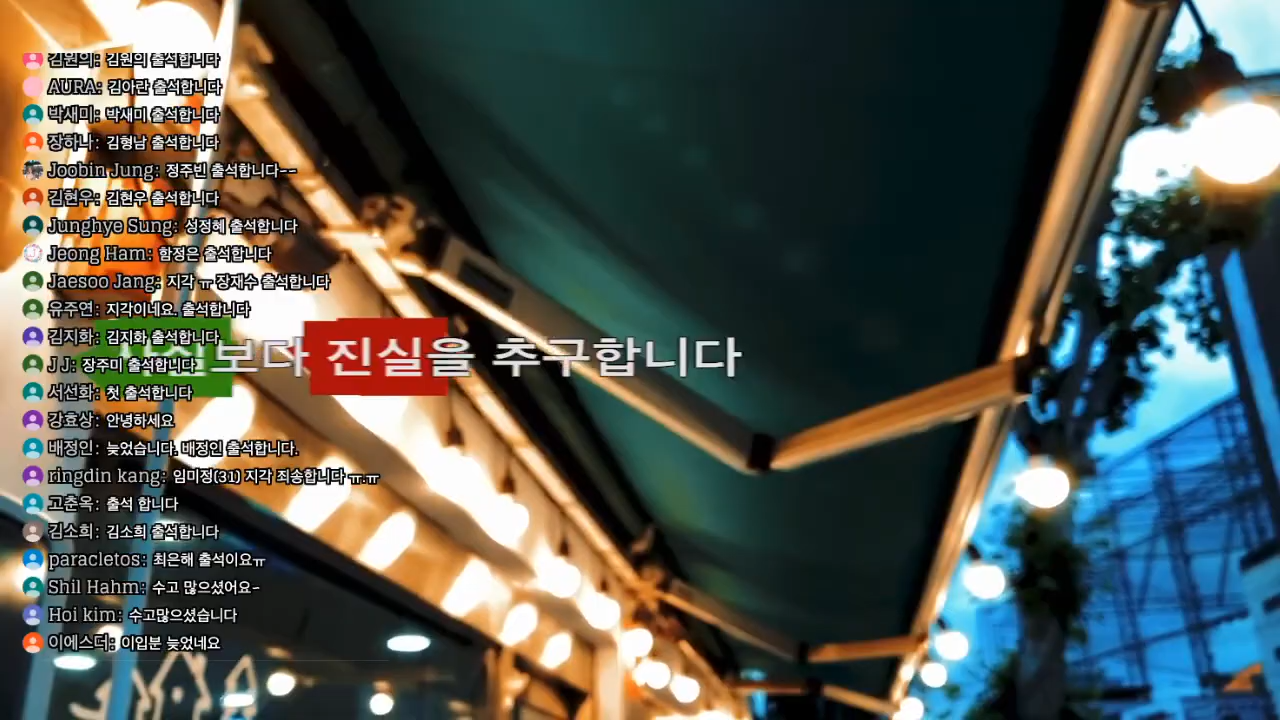 김원의: 김원의 출석합니다
AURA: 김아란 출석합니다
박새미: 박새미 출석합니다
장하나: 김형남 출석합니다
Joobin Jung: 정주빈 출석합니다~~
김현우: 김현우 출석합니다
Junghye Sung: 성정혜 출석합니다
Jeong Ham: 함정은 출석합니다
Jaesoo Jang: 지각 ㅠ 장재수 출석합니다
유주연: 지각이네요. 출석합니다
김지화: 김지화 출석합니다
진실을 추구합니다
J J: 장주미 출석합니다
서선화: 첫 출석합니다
강효상: 안녕하세요
배정인: 늦었습니다. 배정인 출석합니다.
ringdin kang: 임미정(31) 지각 죄송합니다 ㅠ.ㅠ
고춘옥: 출석 합니다
김소희: 김소희 출석합니다
paracletos: 최은해 출석이요ㅠ
Shil Hahm: 수고 많으셨어요~
Hoi kim: 수고많으셨습니다
이에스더: 이입분 늦었네요